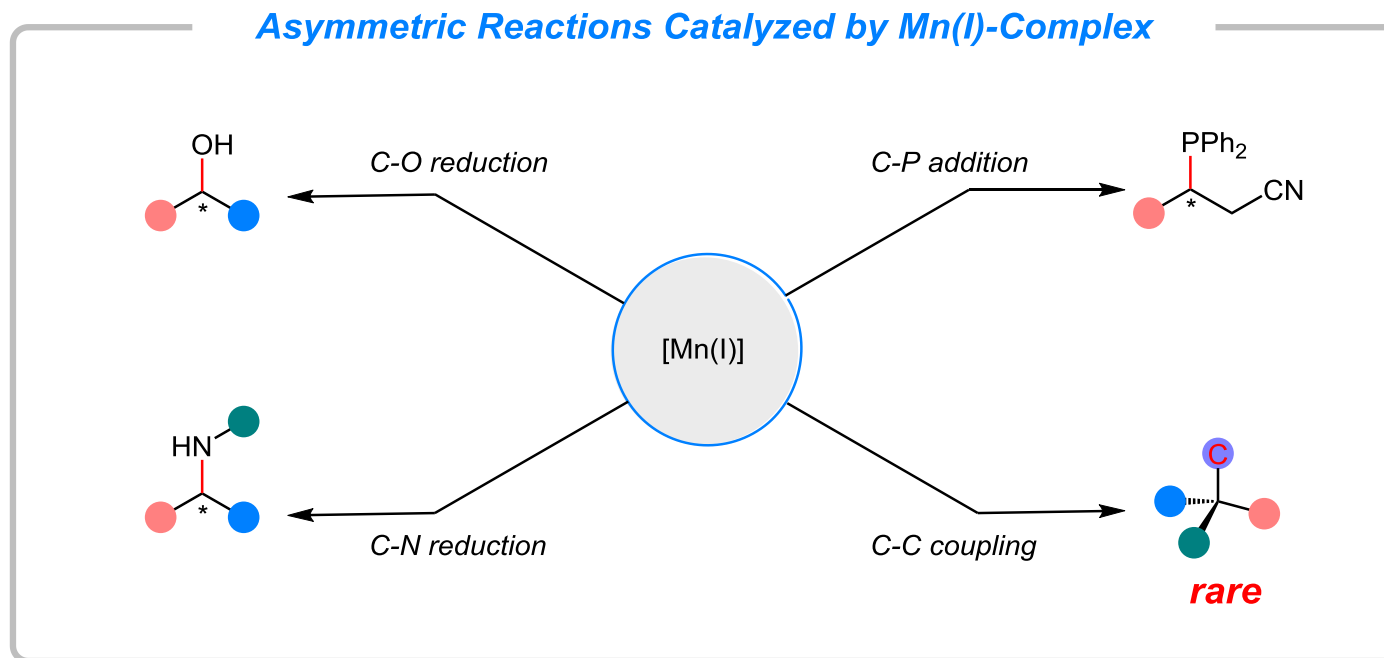 Asymmetric Reactions Catalyzed by Mn(I)-Complex
OH
*
C-O reduction
C-P addition
PPh2
CN
*
[Mn(I)]
HN
*
C-N reduction
C-C coupling
C
rare